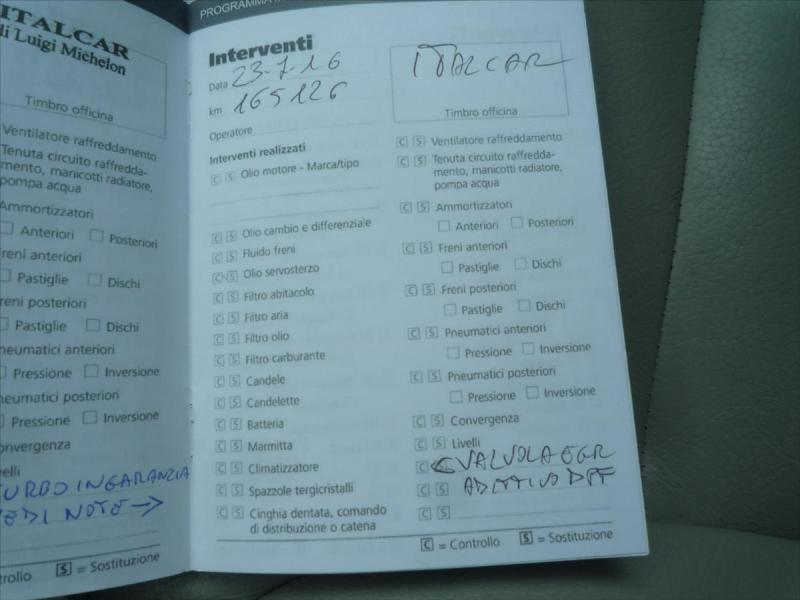 ITALCAR
di Luigi Michelon
Timbro officina
Ventilatore raffreddamento
Tenuta circuito raffredda-
mento, manicotti radiatore,
pompa acqua
Ammortizzatori
Anteriori Posteriori
Freni anteriori
Pastiglie Dischi
Freni posteriori
Pastiglie Dischi
Pneumatici anteriori
Pressione Inversione
Pneumatici posteriori
Pressione Inversione
Convergenza
Livelli
TURBO IN GARANZIA
VEDI NOTE →
Controllo S = Sostituzione
Interventi
Data 23-7-16
km 165126
Operatore
Interventi realizzati
C S Olio motore - Marca/tipo
C S Olio cambio e differenziale
C S Fluido freni
C S Olio servosterzo
C S Filtro abitacolo
C S Filtro aria
C S Filtro olio
C S Filtro carburante
C S Candele
C S Candelette
C S Batteria
C S Marmitta
C S Climatizzatore
C S Spazzole tergicristalli
C S Cinghia dentata, comando
di distribuzione o catena
ITALCAR
Timbro officina
C S Ventilatore raffreddamento
C S Tenuta circuito raffredda-
mento, manicotti radiatore,
pompa acqua
C S Ammortizzatori
Anteriori Posteriori
C S Freni anteriori
Pastiglie Dischi
C S Freni posteriori
Pastiglie Dischi
C S Pneumatici anteriori
Pressione Inversione
C S Pneumatici posteriori
Pressione Inversione
C S Convergenza
C S Livelli
C VALVOLA EGR
C S ADITIVO DPF
C S
C = Controllo S = Sostituzione